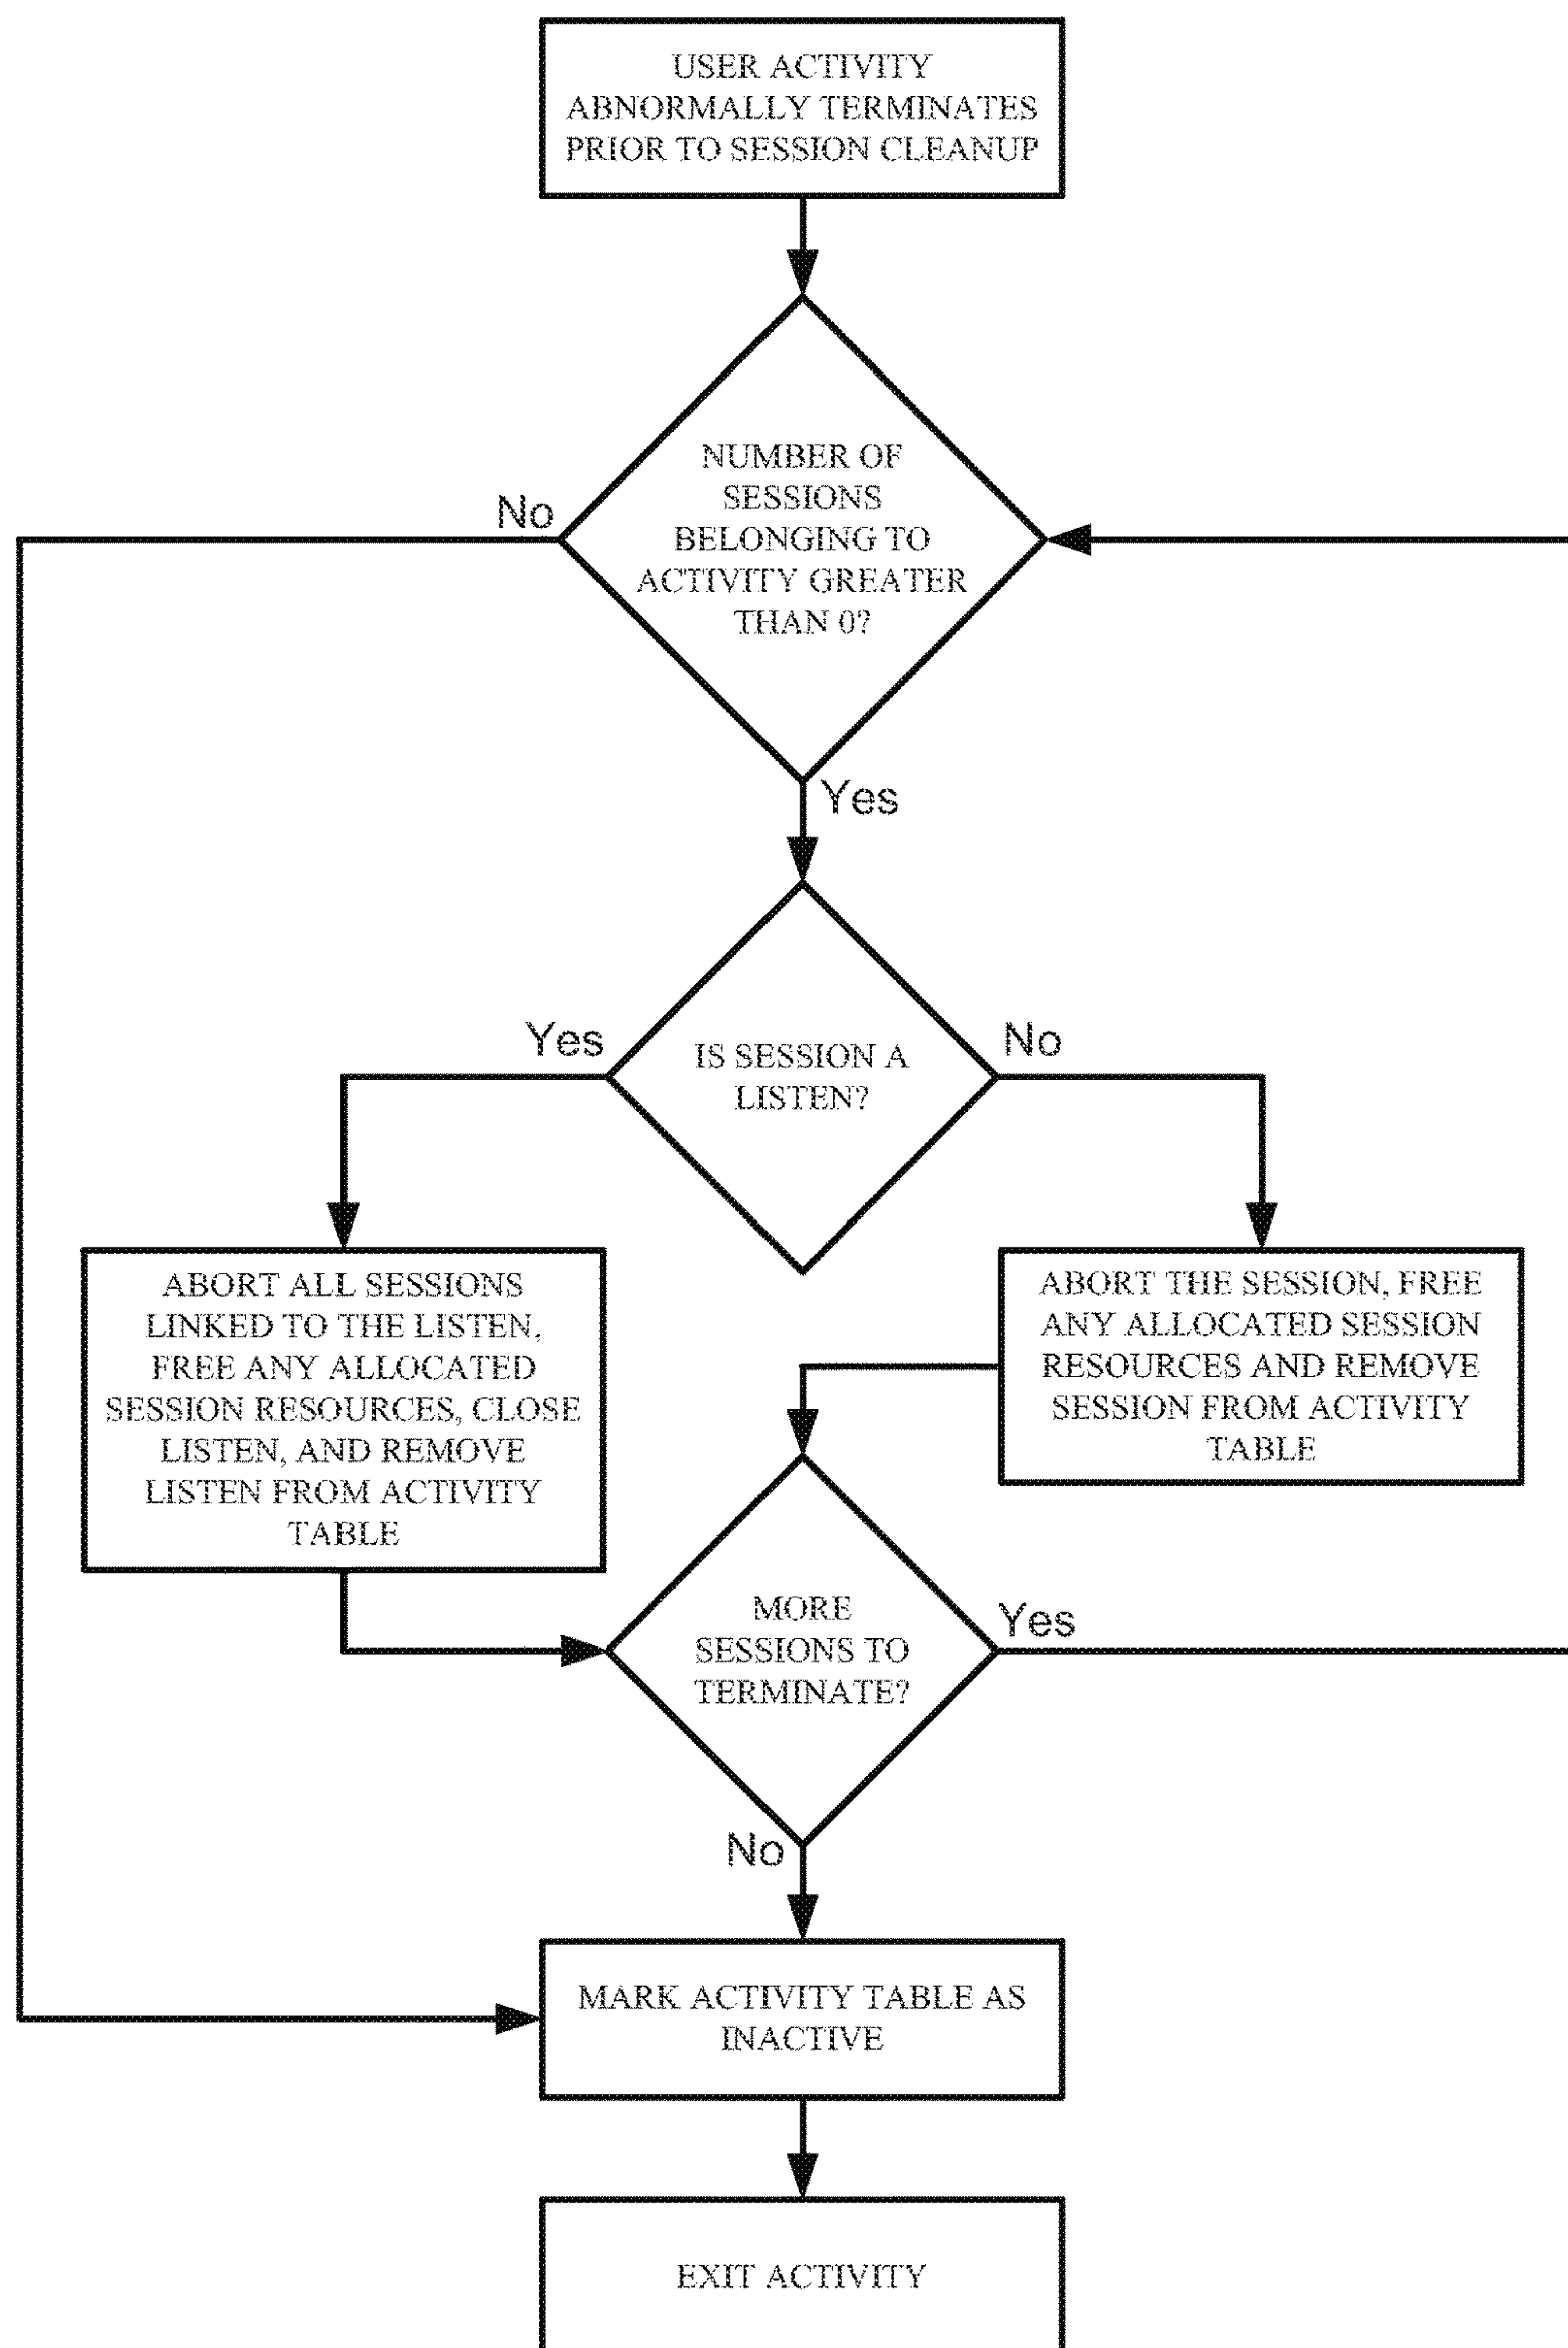 USER ACTIVITY
ABNORMALLY TERMINATES
PRIOR TO SESSION CLEANUP
NUMBER OF
SESSIONS
BELONGING TO
ACTIVITY GREATER
THAN 0?
No
Yes
IS SESSION A
LISTEN?
Yes
No
ABORT ALL SESSIONS
LINKED TO THE LISTEN,
FREE ANY ALLOCATED
SESSION RESOURCES, CLOSE
LISTEN, AND REMOVE
LISTEN FROM ACTIVITY
TABLE
ABORT THE SESSION, FREE
ANY ALLOCATED SESSION
RESOURCES AND REMOVE
SESSION FROM ACTIVITY
TABLE
MORE
SESSIONS TO
TERMINATE?
Yes
No
MARK ACTIVITY TABLE AS
INACTIVE
EXIT ACTIVITY